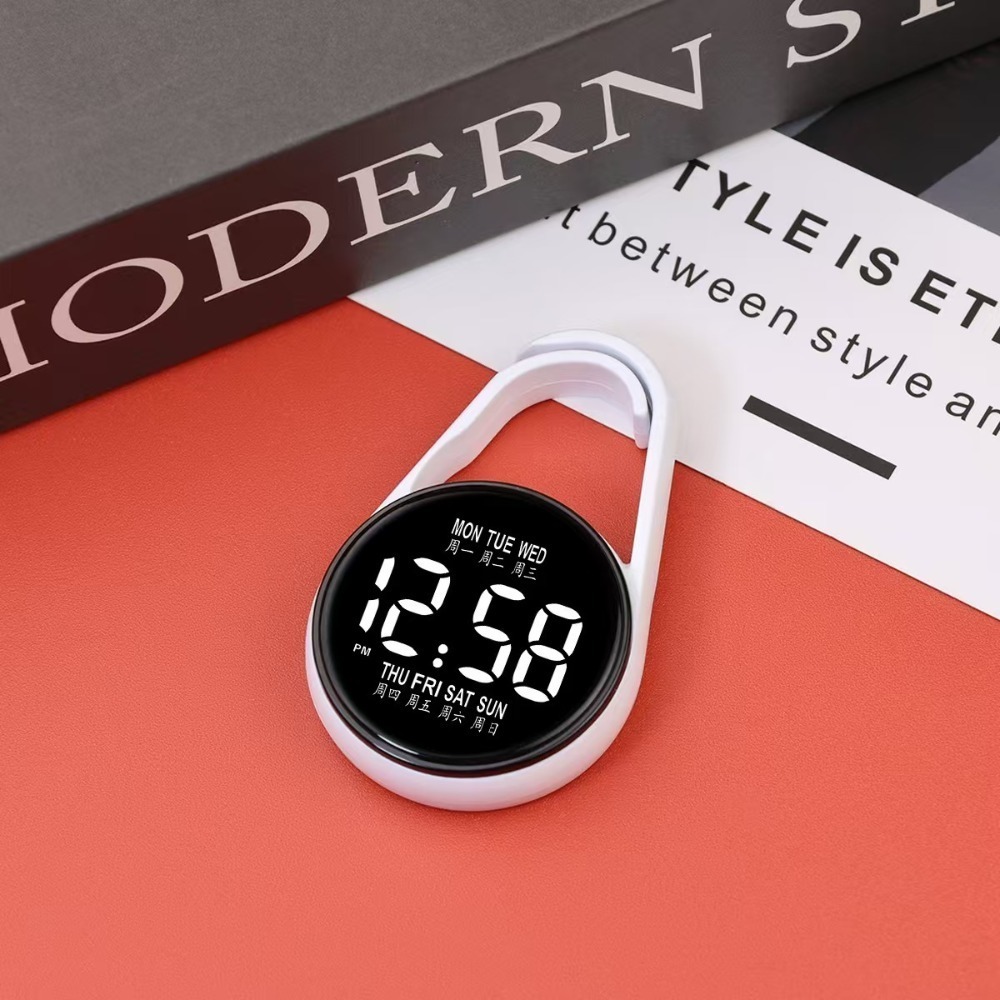 MODERN S
TYLE IS ET
t between style an
MON TUE WED
周一 周二 周三
12:58
PM
THU FRI SAT SUN
周四 周五 周六 周日